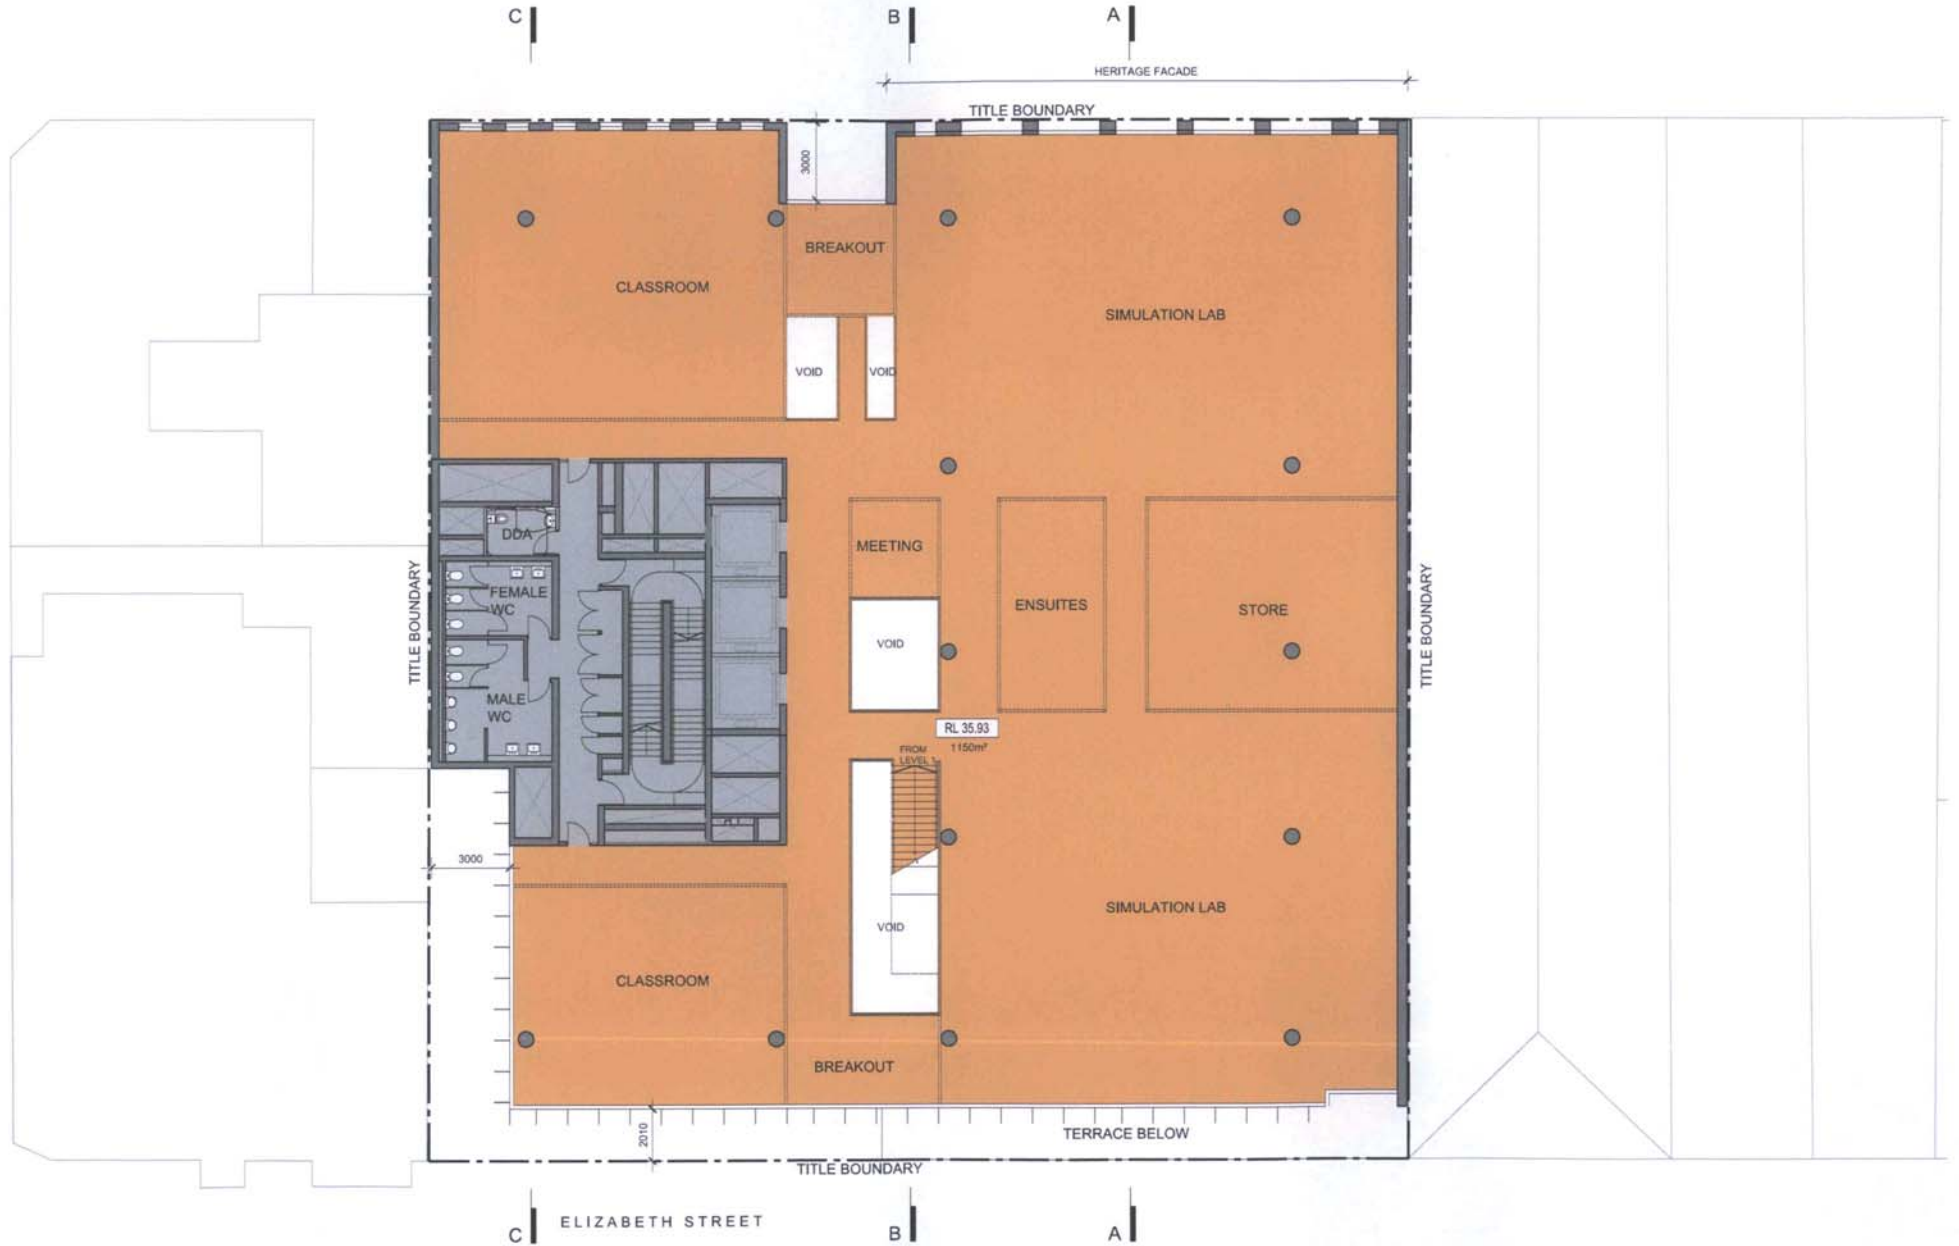 C
B
A
HERITAGE FACADE
TITLE BOUNDARY
3000
BREAKOUT
CLASSROOM
SIMULATION LAB
VOID
VOID
DDA
MEETING
FEMALE
WC
ENSUITES
STORE
TITLE BOUNDARY
TITLE BOUNDARY
VOID
MALE
WC
RL 35.93
1150m²
FROM
LEVEL
3000
SIMULATION LAB
VOID
CLASSROOM
BREAKOUT
2010
TERRACE BELOW
TITLE BOUNDARY
ELIZABETH STREET
C
B
A